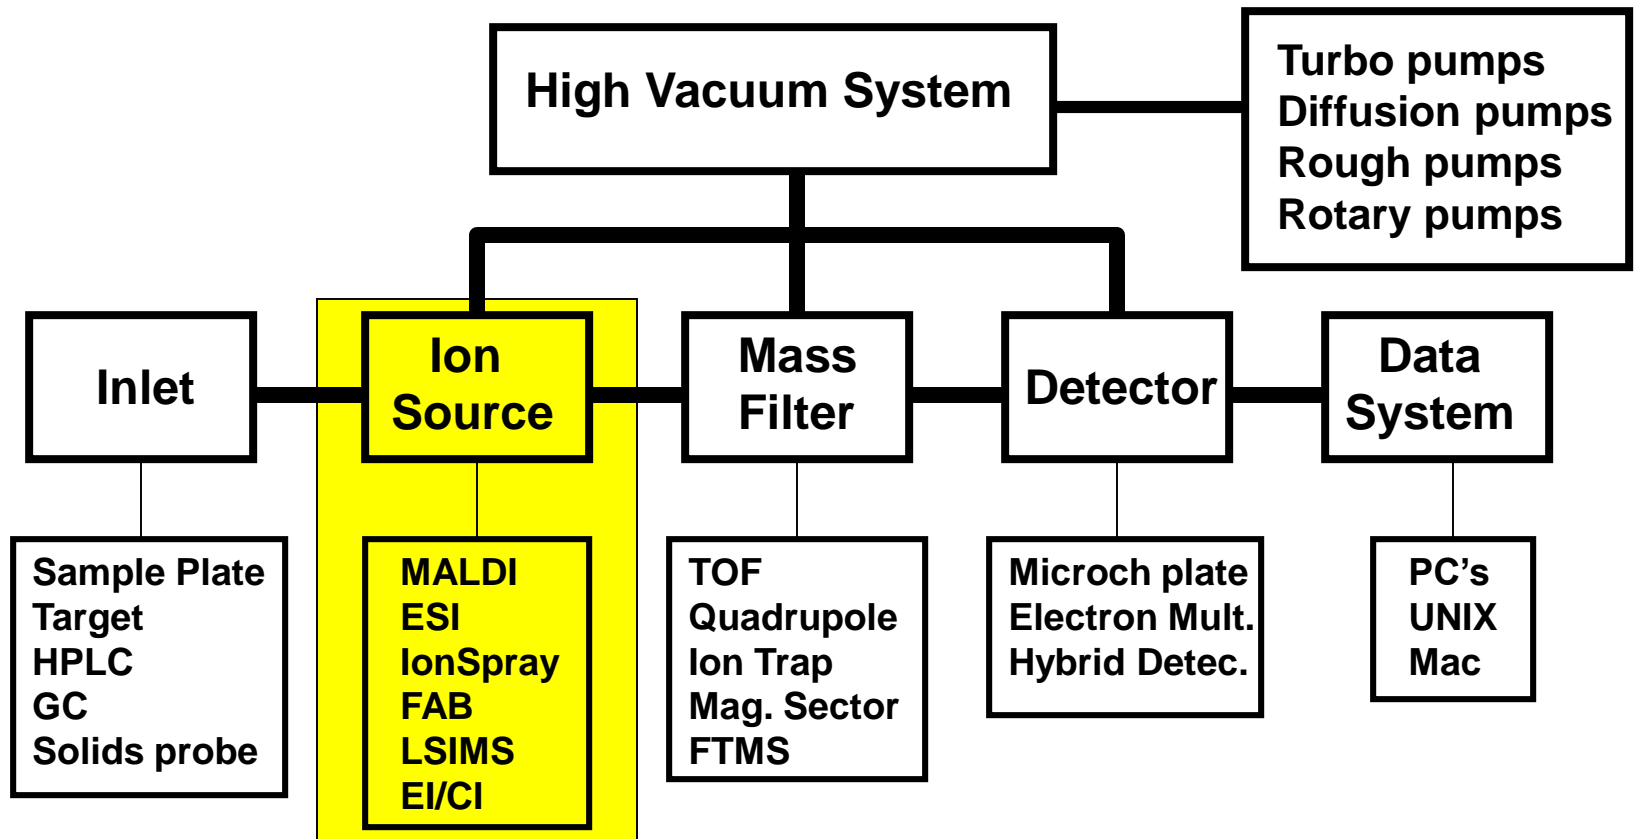 High Vacuum System
Turbo pumps
Diffusion pumps
Rough pumps
Rotary pumps
Inlet
Ion
Source
Mass
Filter
Detector
Data
System
Sample Plate
Target
HPLC
GC
Solids probe
MALDI
ESI
IonSpray
FAB
LSIMS
EI/CI
TOF
Quadrupole
Ion Trap
Mag. Sector
FTMS
Microch plate
Electron Mult.
Hybrid Detec.
PC’s
UNIX
Mac